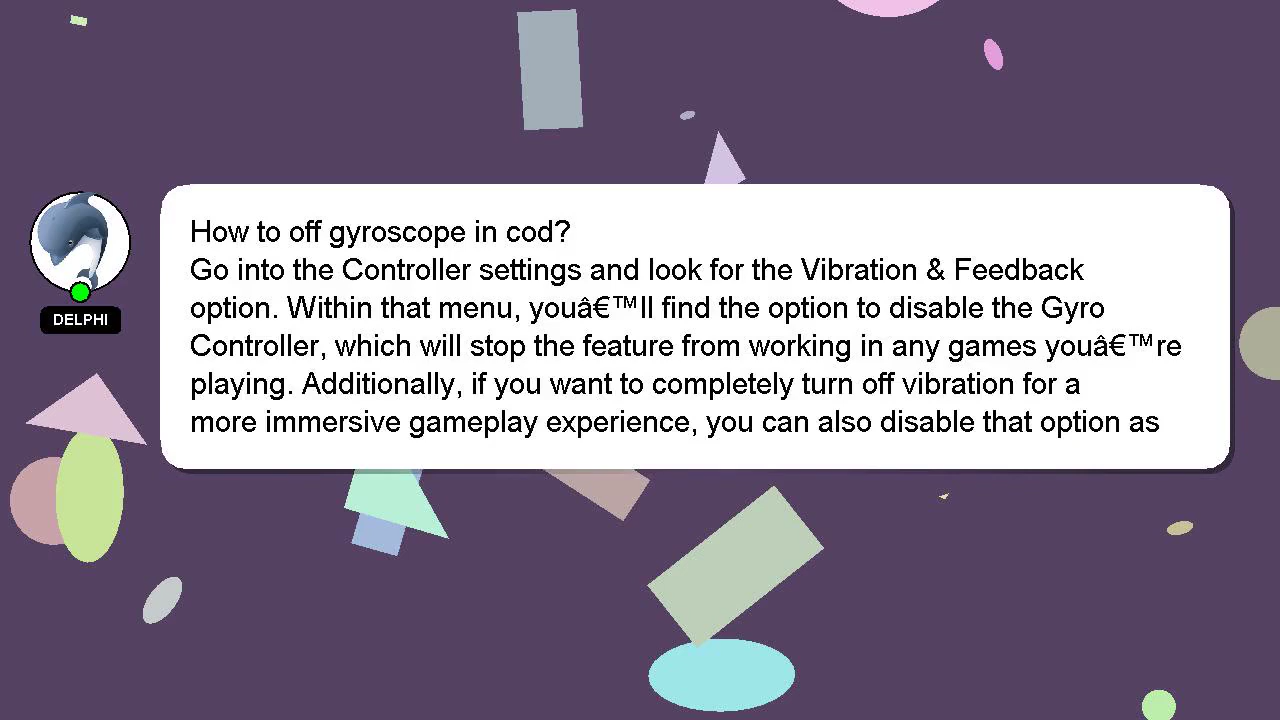 How to off gyroscope in cod?
Go into the Controller settings and look for the Vibration & Feedback
option. Within that menu, youâ€™ll find the option to disable the Gyro
Controller, which will stop the feature from working in any games youâ€™re
playing. Additionally, if you want to completely turn off vibration for a
more immersive gameplay experience, you can also disable that option as
DELPHI